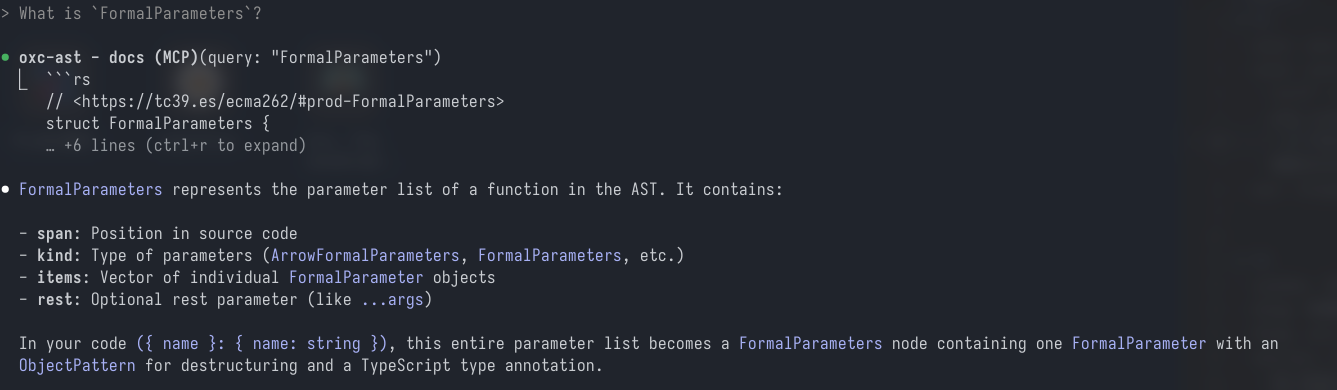 > What is `FormalParameters`?
● oxc-ast - docs (MCP)(query: "FormalParameters")
⎿ ```rs
// <https://tc39.es/ecma262/#prod-FormalParameters>
struct FormalParameters {
… +6 lines (ctrl+r to expand)
● FormalParameters represents the parameter list of a function in the AST. It contains:
- span: Position in source code
- kind: Type of parameters (ArrowFormalParameters, FormalParameters, etc.)
- items: Vector of individual FormalParameter objects
- rest: Optional rest parameter (like ...args)
In your code ({ name }: { name: string }), this entire parameter list becomes a FormalParameters node containing one FormalParameter with an
ObjectPattern for destructuring and a TypeScript type annotation.